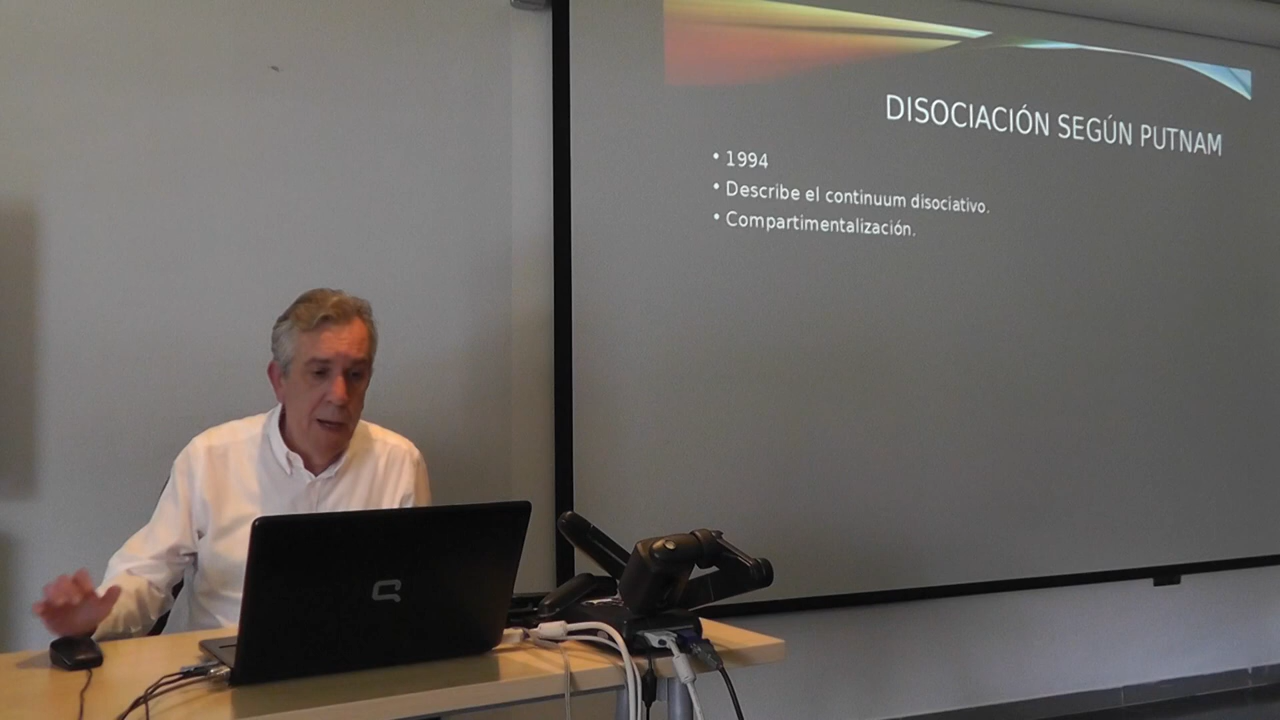 DISOCIACIÓN SEGÚN PUTNAM
• 1994
• Describe el continuum disociativo.
• Compartimentalización.